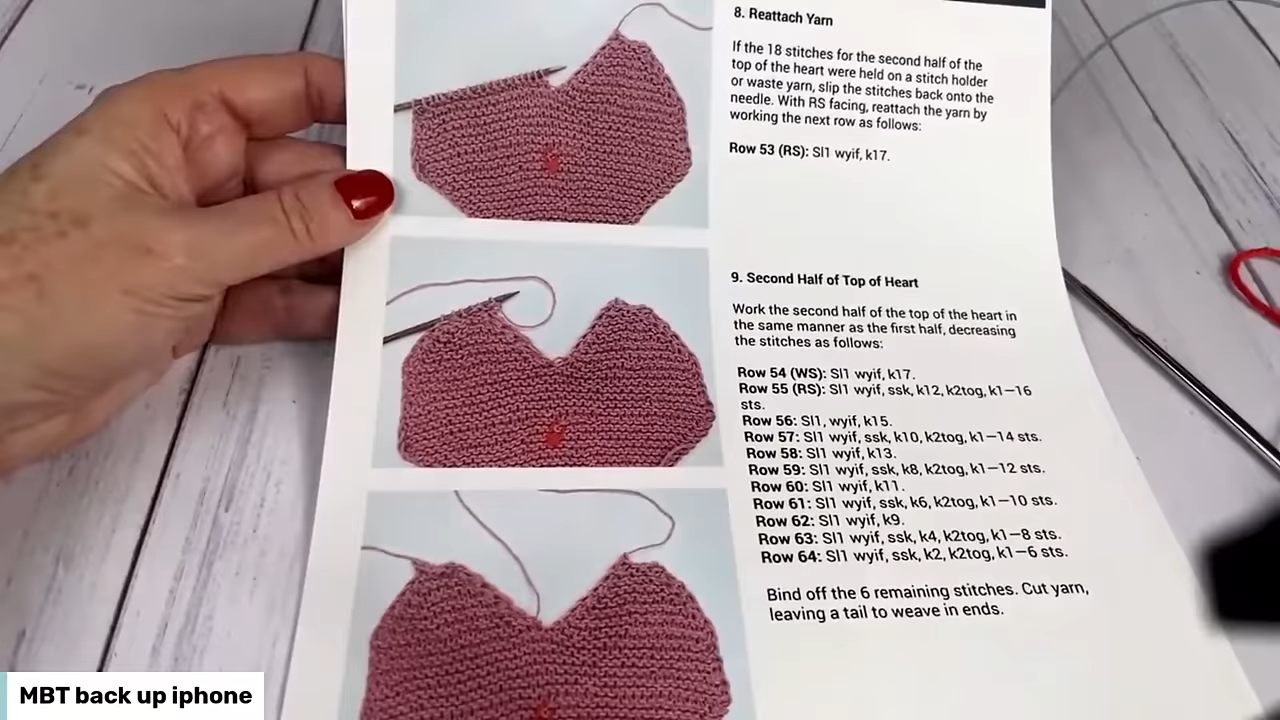 8. Reattach Yarn
If the 18 stitches for the second half of the
top of the heart were held on a stitch holder
or waste yarn, slip the stitches back onto the
needle. With RS facing, reattach the yarn by
working the next row as follows:
Row 53 (RS): Sl1 wyif, k17.
9. Second Half of Top of Heart
Work the second half of the top of the heart in
the same manner as the first half, decreasing
the stitches as follows:
Row 54 (WS): Sl1 wyif, k17.
Row 55 (RS): Sl1 wyif, ssk, k12, k2tog, k1—16
sts.
Row 56: Sl1, wyif, k15.
Row 57: Sl1 wyif, ssk, k10, k2tog, k1—14 sts.
Row 58: Sl1 wyif, k13.
Row 59: Sl1 wyif, ssk, k8, k2tog, k1—12 sts.
Row 60: Sl1 wyif, k11.
Row 61: Sl1 wyif, ssk, k6, k2tog, k1—10 sts.
Row 62: Sl1 wyif, k9.
Row 63: Sl1 wyif, ssk, k4, k2tog, k1—8 sts.
Row 64: Sl1 wyif, ssk, k2, k2tog, k1—6 sts.
Bind off the 6 remaining stitches. Cut yarn,
leaving a tail to weave in ends.
MBT back up iphone